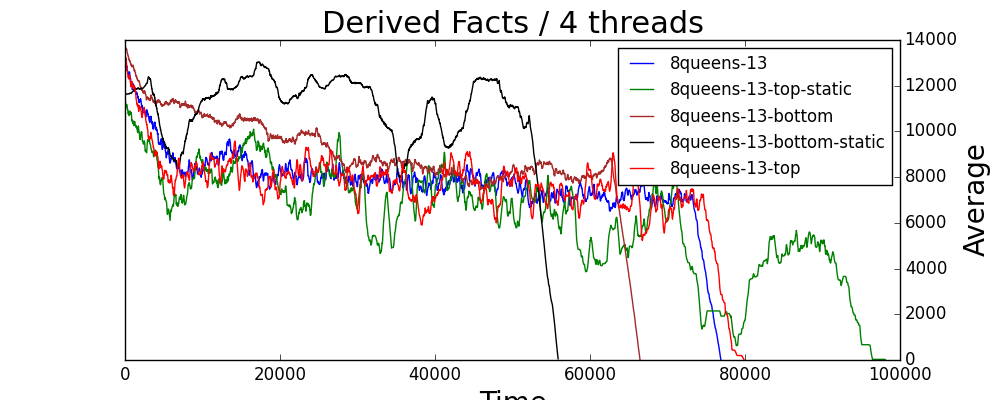 Derived Facts / 4 threads
14000
12000
10000
8000
6000
4000
2000
0
Average
8queens-13
8queens-13-top-static
8queens-13-bottom
8queens-13-bottom-static
8queens-13-top
0 20000 40000 60000 80000 100000
Time